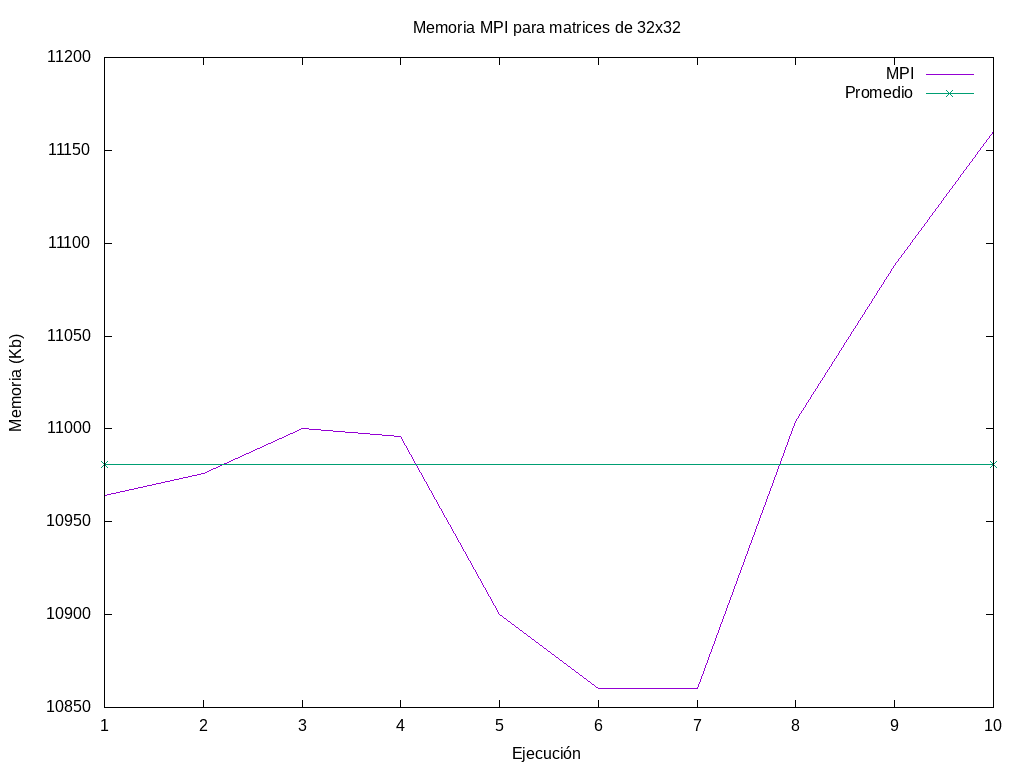 Memoria MPI para matrices de 32x32
11200
11150
11100
11050
11000
10950
10900
10850
Memoria (Kb)
MPI
Promedio
1 2 3 4 5 6 7 8 9 10
Ejecución